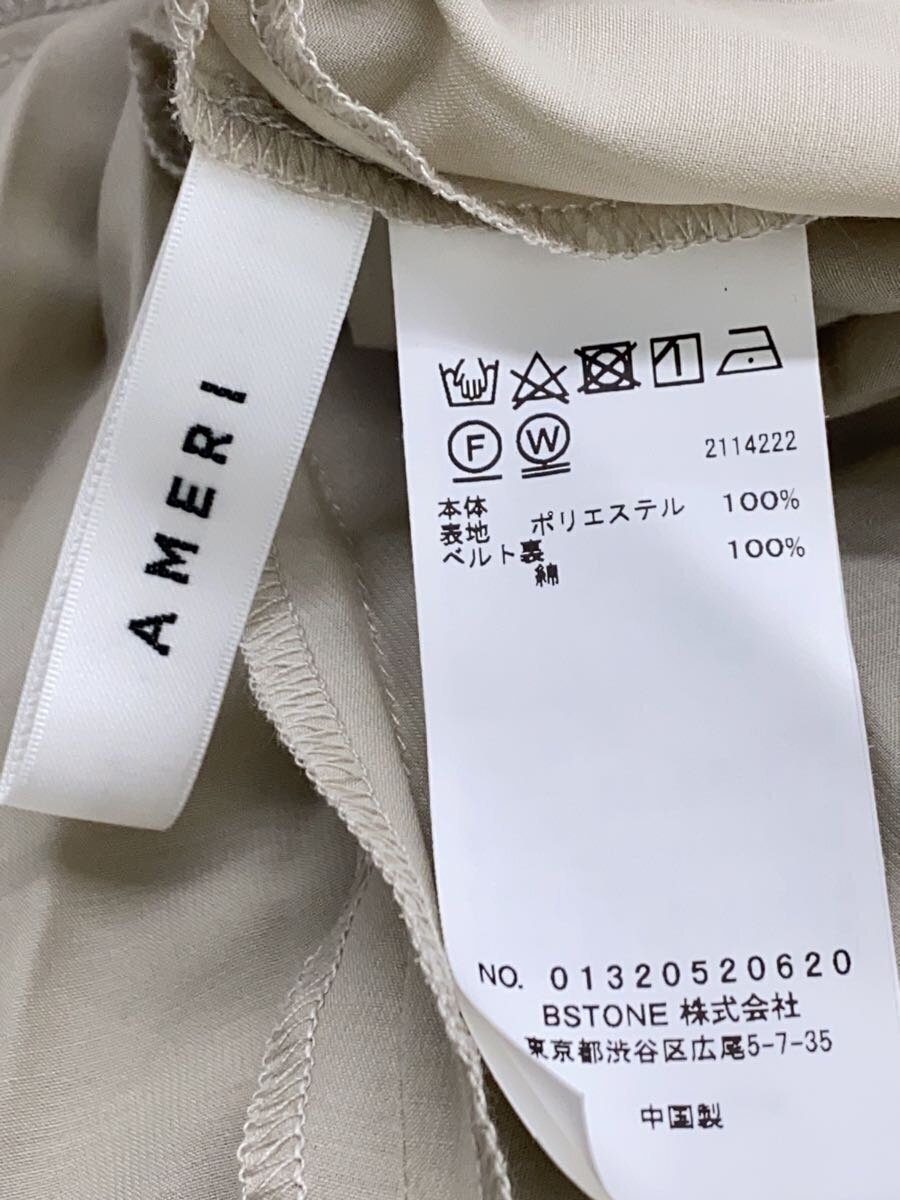 AMERI
F W 2114222
本体
表地 ポリエステル 100%
ベルト裏 100%
綿
NO. 01320520620
BSTONE 株式会社
東京都渋谷区広尾5-7-35
中国製